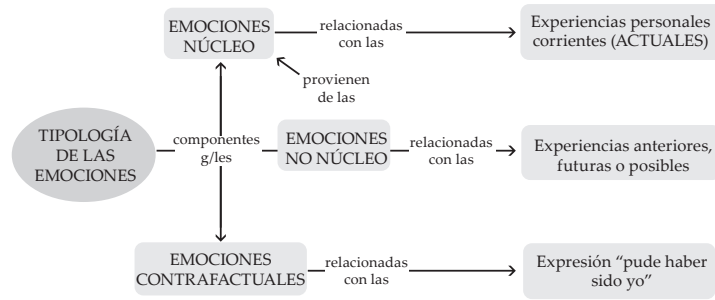 EMOCIONES
NÚCLEO
relacionadas
con las
Experiencias personales
corrientes (ACTUALES)
provienen
de las
TIPOLOGÍA
DE LAS
EMOCIONES
componentes
g/les
EMOCIONES
NO NÚCLEO
relacionadas
con las
Experiencias anteriores,
futuras o posibles
EMOCIONES
CONTRAFACTUALES
relacionadas
con las
Expresión “pude haber
sido yo”